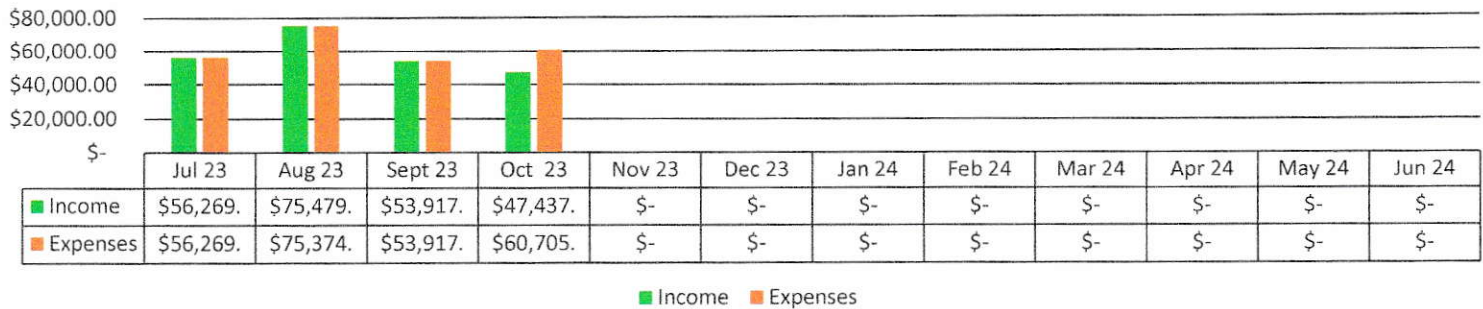 $80,000.00
$60,000.00
$40,000.00
$20,000.00
$-
Jul 23 Aug 23 Sept 23 Oct 23 Nov 23 Dec 23 Jan 24 Feb 24 Mar 24 Apr 24 May 24 Jun 24
Income $56,269. $75,479. $53,917. $47,437. $- $- $- $- $- $- $- $-
Expenses $56,269. $75,374. $53,917. $60,705. $- $- $- $- $- $- $- $-
Income Expenses